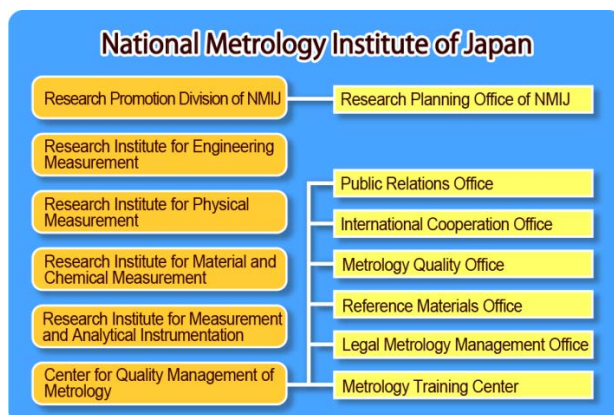 National Metrology Institute of Japan
Research Promotion Division of NMIJ
Research Planning Office of NMIJ
Research Institute for Engineering
Measurement
Research Institute for Physical
Measurement
Research Institute for Material and
Chemical Measurement
Research Institute for Measurement
and Analytical Instrumentation
Center for Quality Management of
Metrology
Public Relations Office
International Cooperation Office
Metrology Quality Office
Reference Materials Office
Legal Metrology Management Office
Metrology Training Center